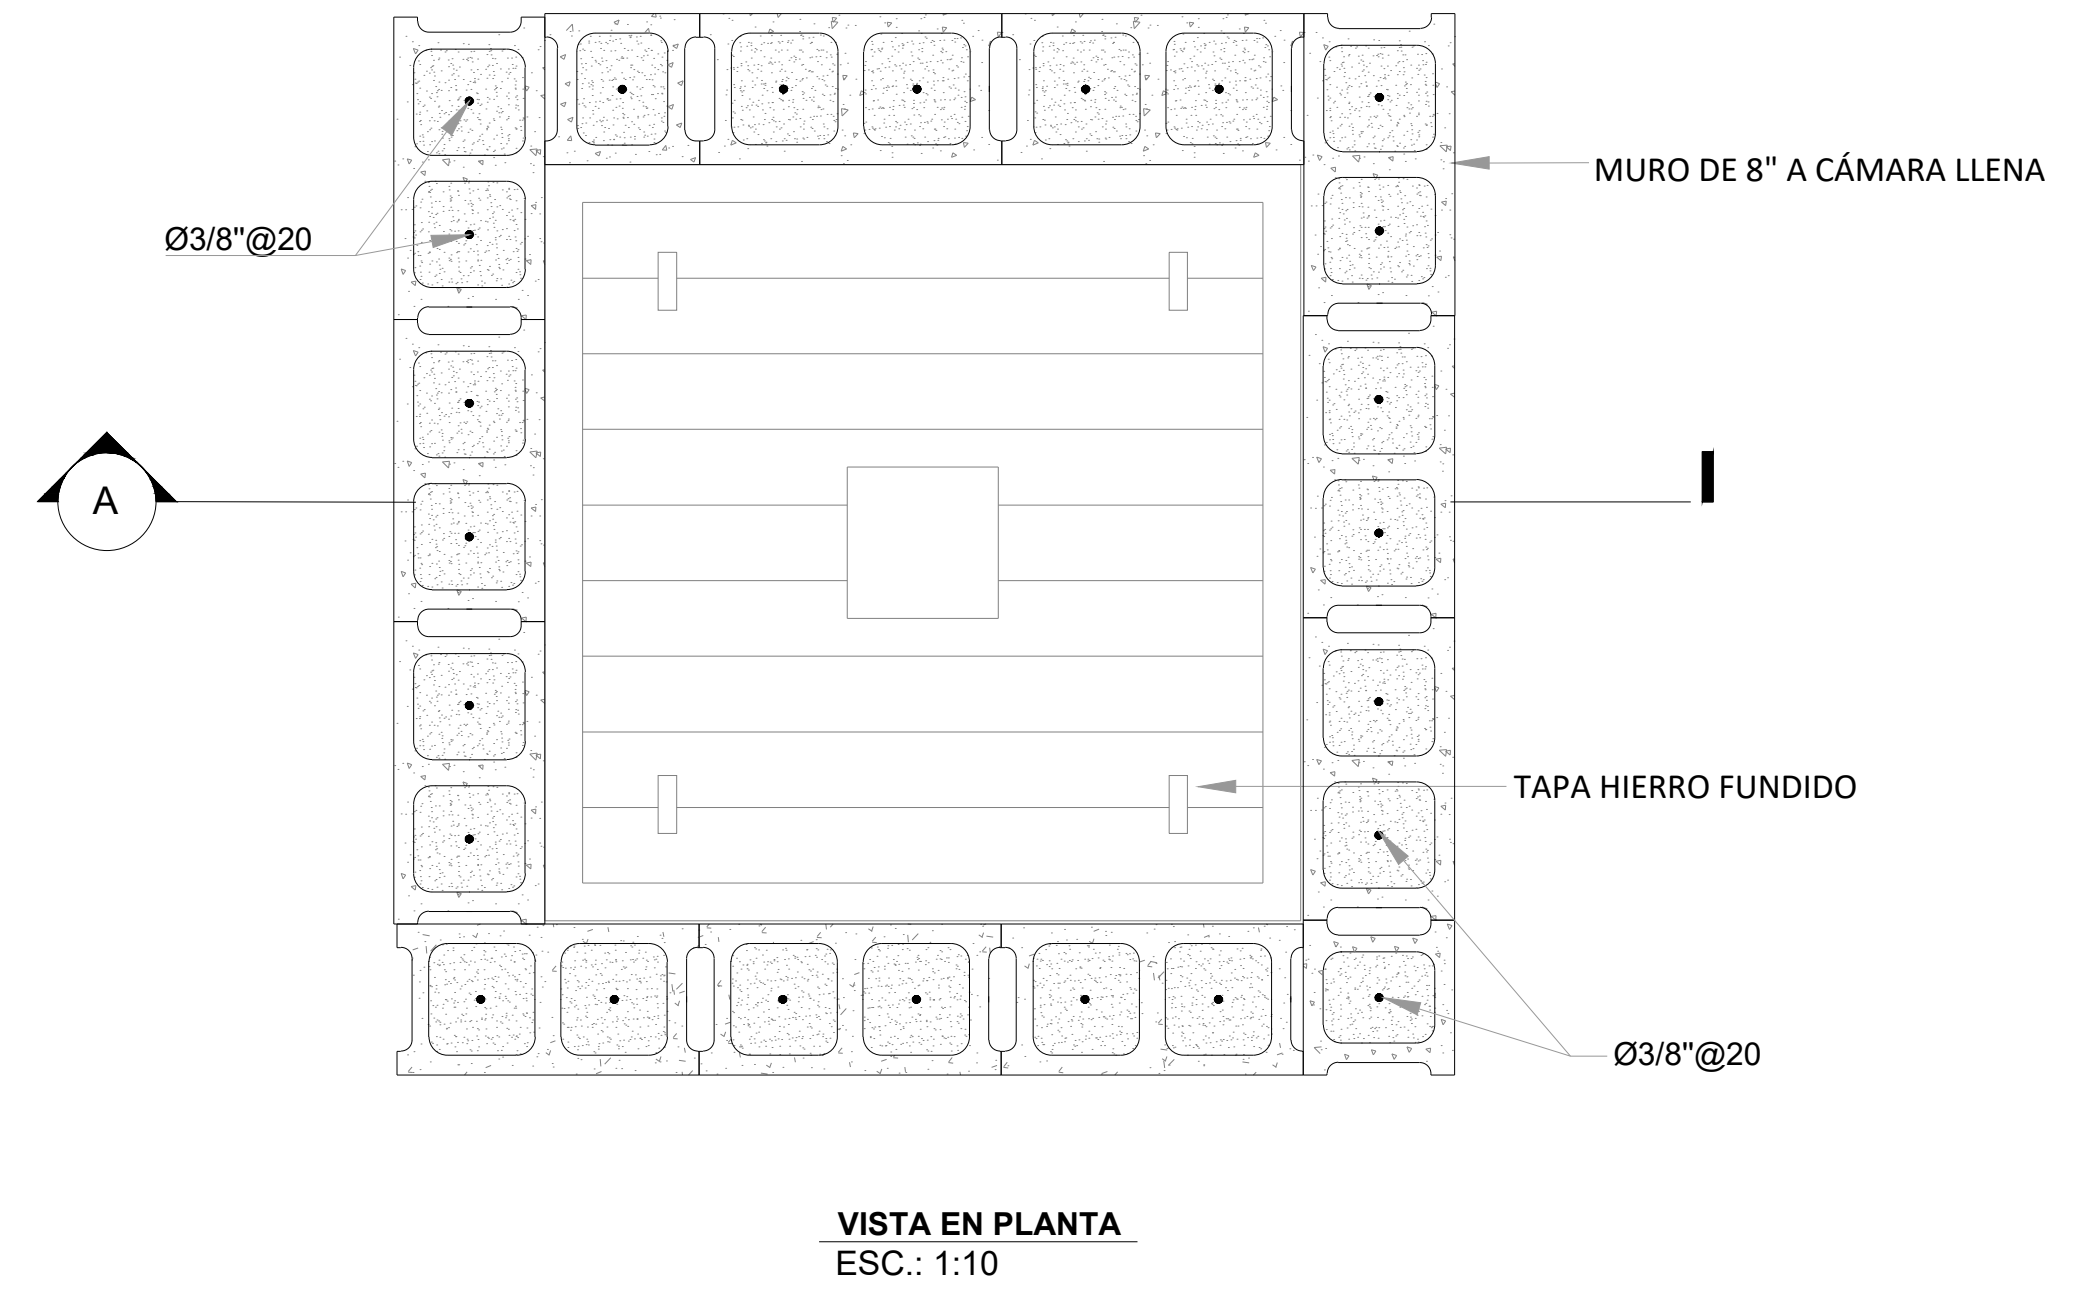 MURO DE 8" A CÁMARA LLENA
Ø3/8"@20
A
TAPA HIERRO FUNDIDO
Ø3/8"@20
VISTA EN PLANTA
ESC.: 1:10